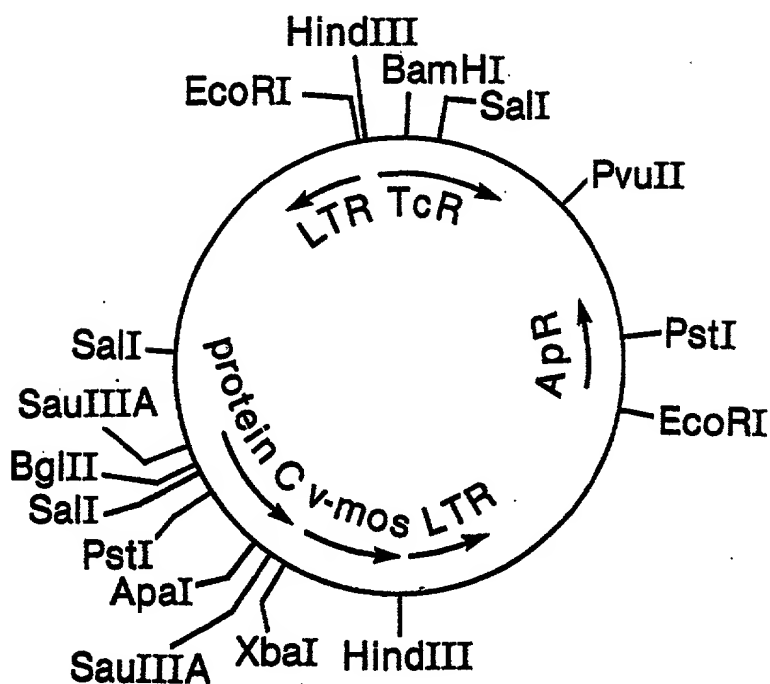 HindIII
BamHI
EcoRI
SalI
PvuII
LTR TcR
ApR
PstI
SalI
protein C v-mos LTR
SauIIIA
EcoRI
BglII
SalI
PstI
ApaI
SauIIIA
XbaI
HindIII